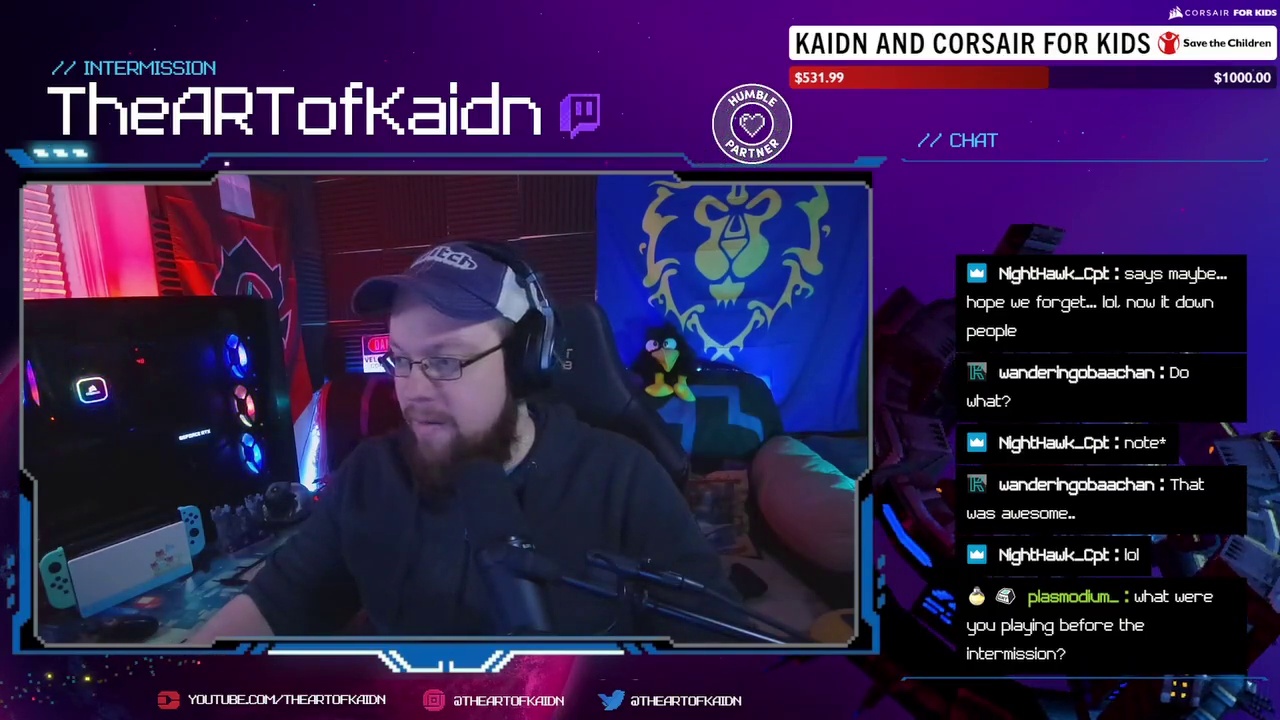 CORSAIR FOR KIDS
KAIDN AND CORSAIR FOR KIDS Save the Children
$531.99 $1000.00
// INTERMISSION
TheARTofKaidn
HUMBLE
PARTNER
// CHAT
NightHawk_Cpt : says maybe...
hope we forget... lol, now it down
people
wanderingobaachan : Do
what?
NightHawk_Cpt : note*
wanderingobaachan : That
was awesome..
NightHawk_Cpt : lol
plasmodium_ : what were
you playing before the
intermission?
GEFORCE RTX
YOUTUBE.COM/THEARTOFKAIDN @THEARTOFKAIDN @THEARTOFKAIDN